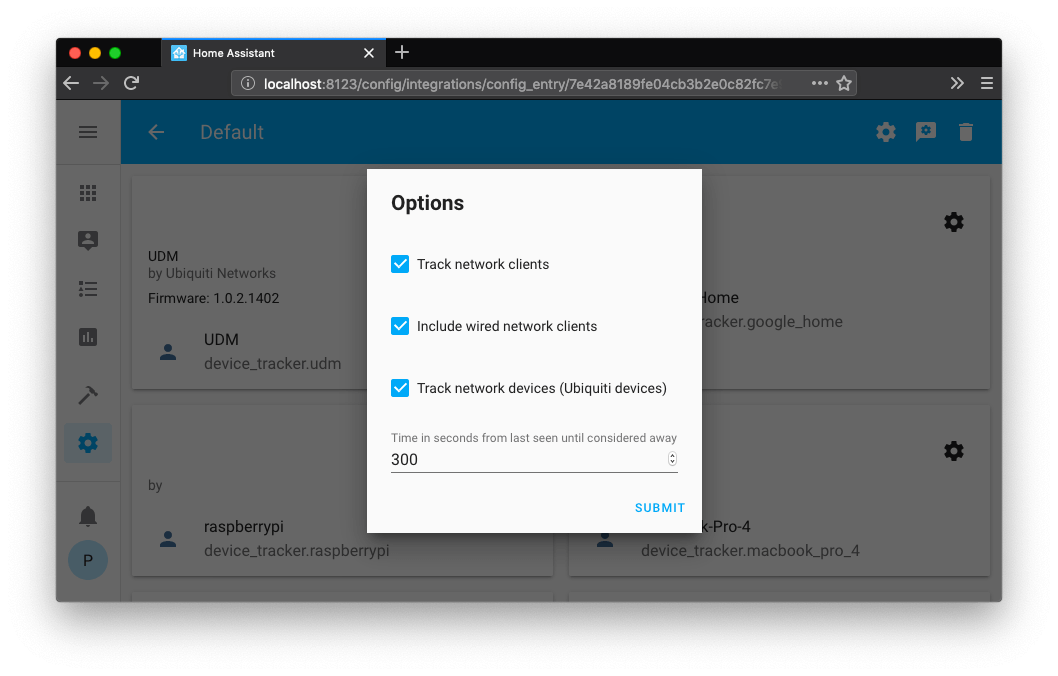 Home Assistant
localhost:8123/config/integrations/config_entry/7e42a8189fe04cb3b2e0c82fc7e
Default
UDM
by Ubiquiti Networks
Firmware: 1.0.2.1402
UDM
device_tracker.udm
Home
racker.google_home
Options
Track network clients
Include wired network clients
Track network devices (Ubiquiti devices)
Time in seconds from last seen until considered away
300
SUBMIT
by
raspberrypi
device_tracker.raspberrypi
k-Pro-4
device_tracker.macbook_pro_4
P